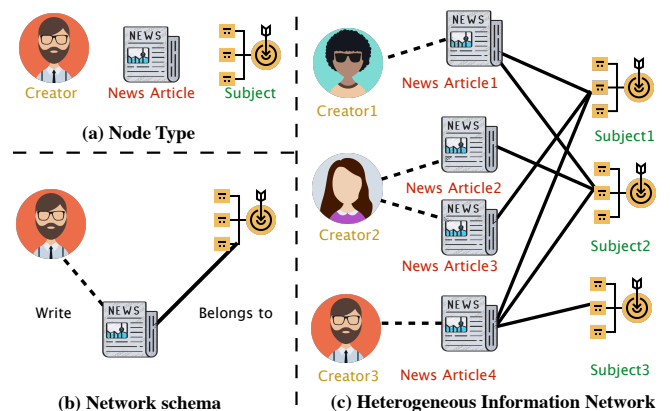 NEWS
Creator
News Article
Subject
(a) Node Type
NEWS
Write
Belongs to
(b) Network schema
NEWS
Creator1
News Article1
Subject1
NEWS
Creator2
News Article2
NEWS
News Article3
Subject2
NEWS
Creator3
News Article4
Subject3
(c) Heterogeneous Information Network